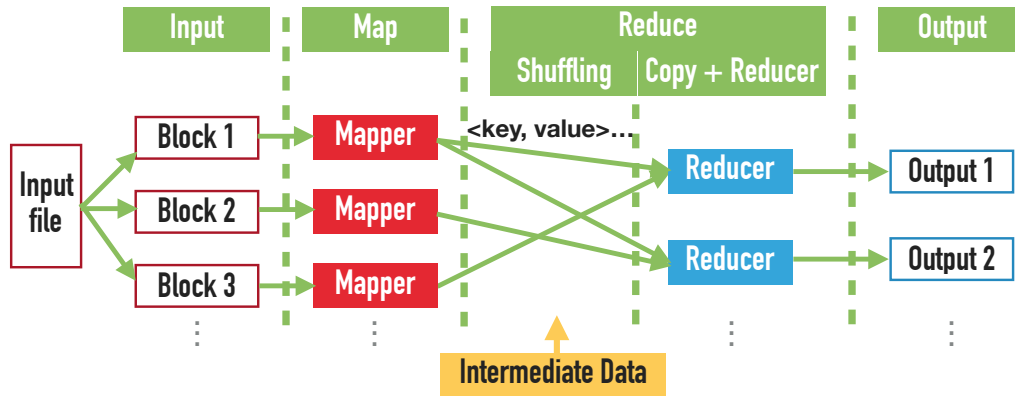 Input
Map
Reduce
Output
Shuffling
Copy + Reducer
<key, value>...
Block 1
Mapper
Reducer
Output 1
Input
file
Block 2
Mapper
Reducer
Output 2
Block 3
Mapper
Intermediate Data